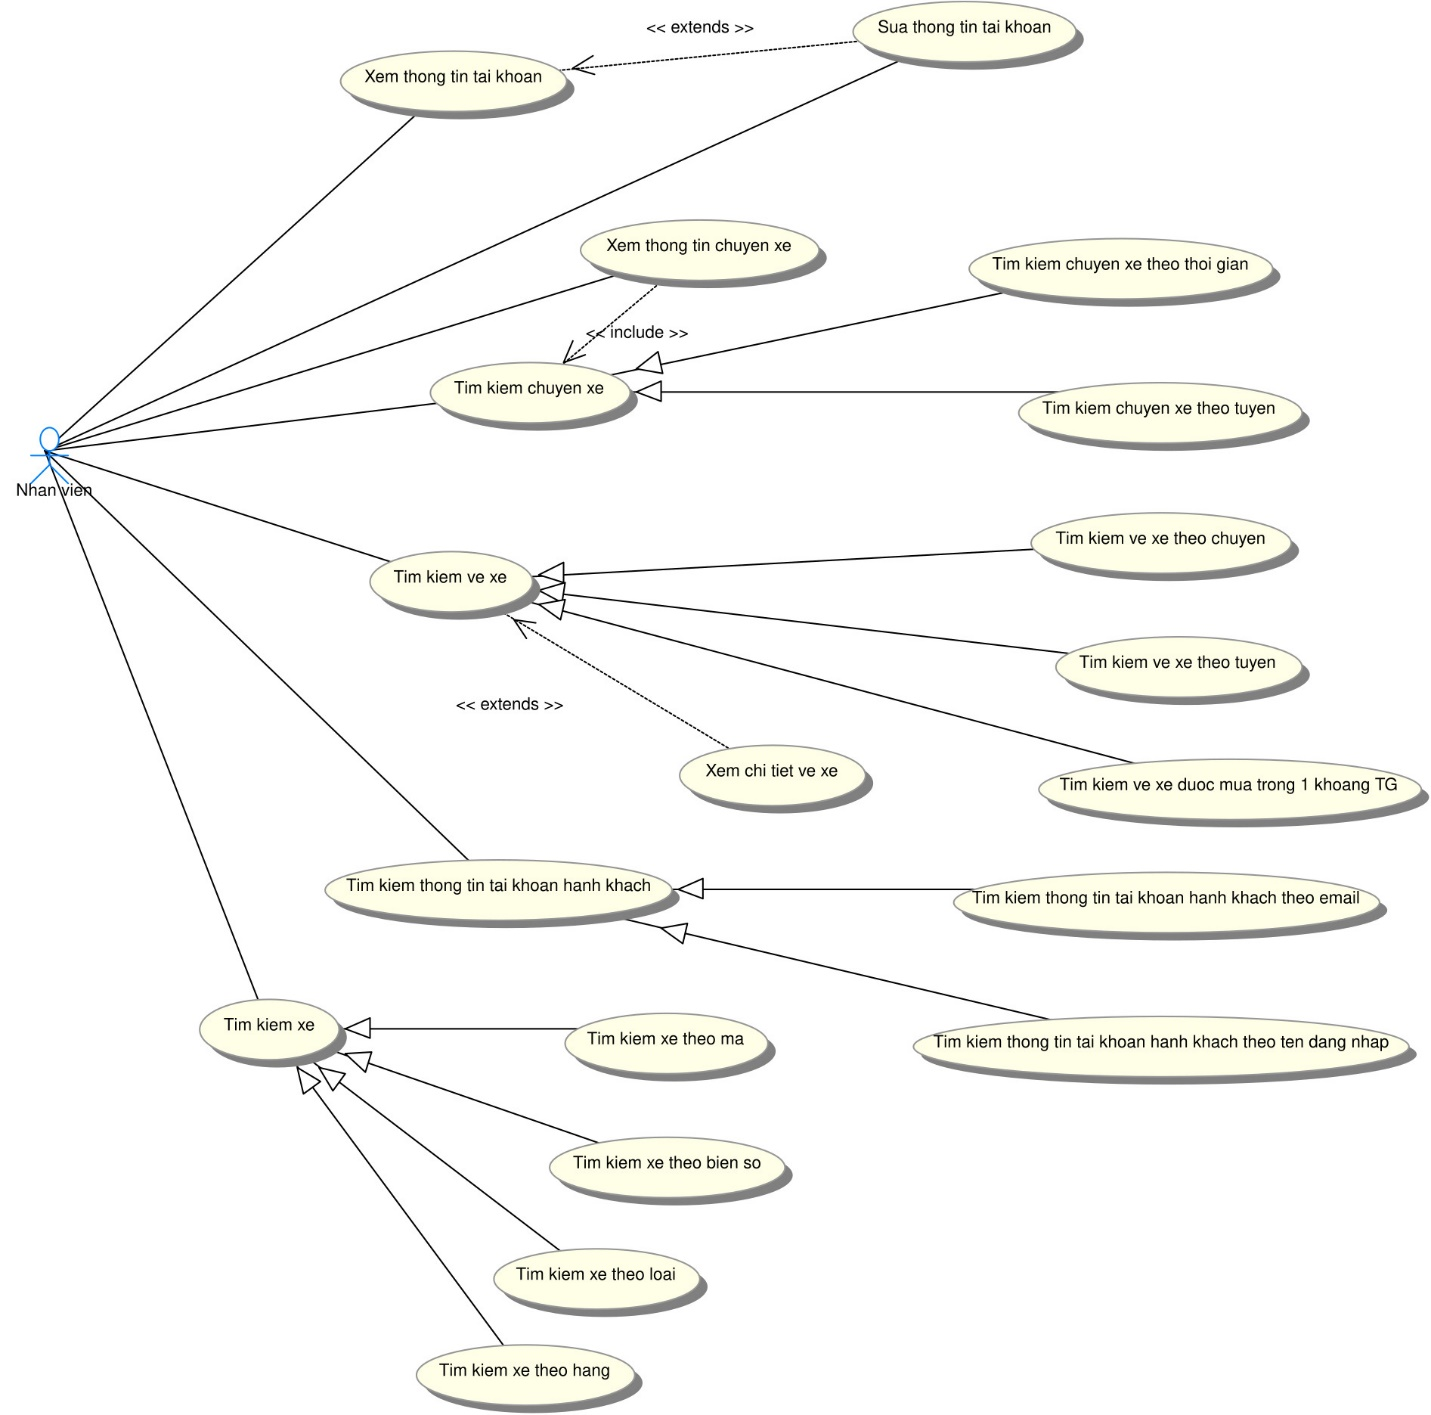 << extends >>
Sua thong tin tai khoan
Xem thong tin tai khoan
Xem thong tin chuyen xe
Tim kiem chuyen xe theo thoi gian
<< include >>
Tim kiem chuyen xe
Tim kiem chuyen xe theo tuyen
Nhan vien
Tim kiem ve xe theo chuyen
Tim kiem ve xe
Tim kiem ve xe theo tuyen
<< extends >>
Xem chi tiet ve xe
Tim kiem ve xe duoc mua trong 1 khoang TG
Tim kiem thong tin tai khoan hanh khach
Tim kiem thong tin tai khoan hanh khach theo email
Tim kiem xe
Tim kiem xe theo ma
Tim kiem thong tin tai khoan hanh khach theo ten dang nhap
Tim kiem xe theo bien so
Tim kiem xe theo loai
Tim kiem xe theo hang